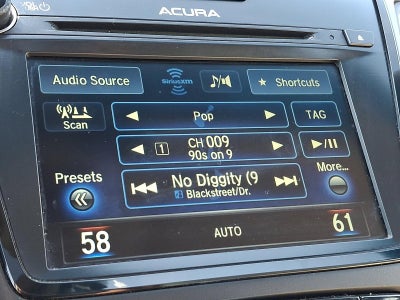 ACURA
Audio Source
SiriusXM
Shortcuts
Scan
Pop
TAG
1
CH 009
90s on 9
Presets
No Diggity (9
Blackstreet/Dr.
More...
58
AUTO
61